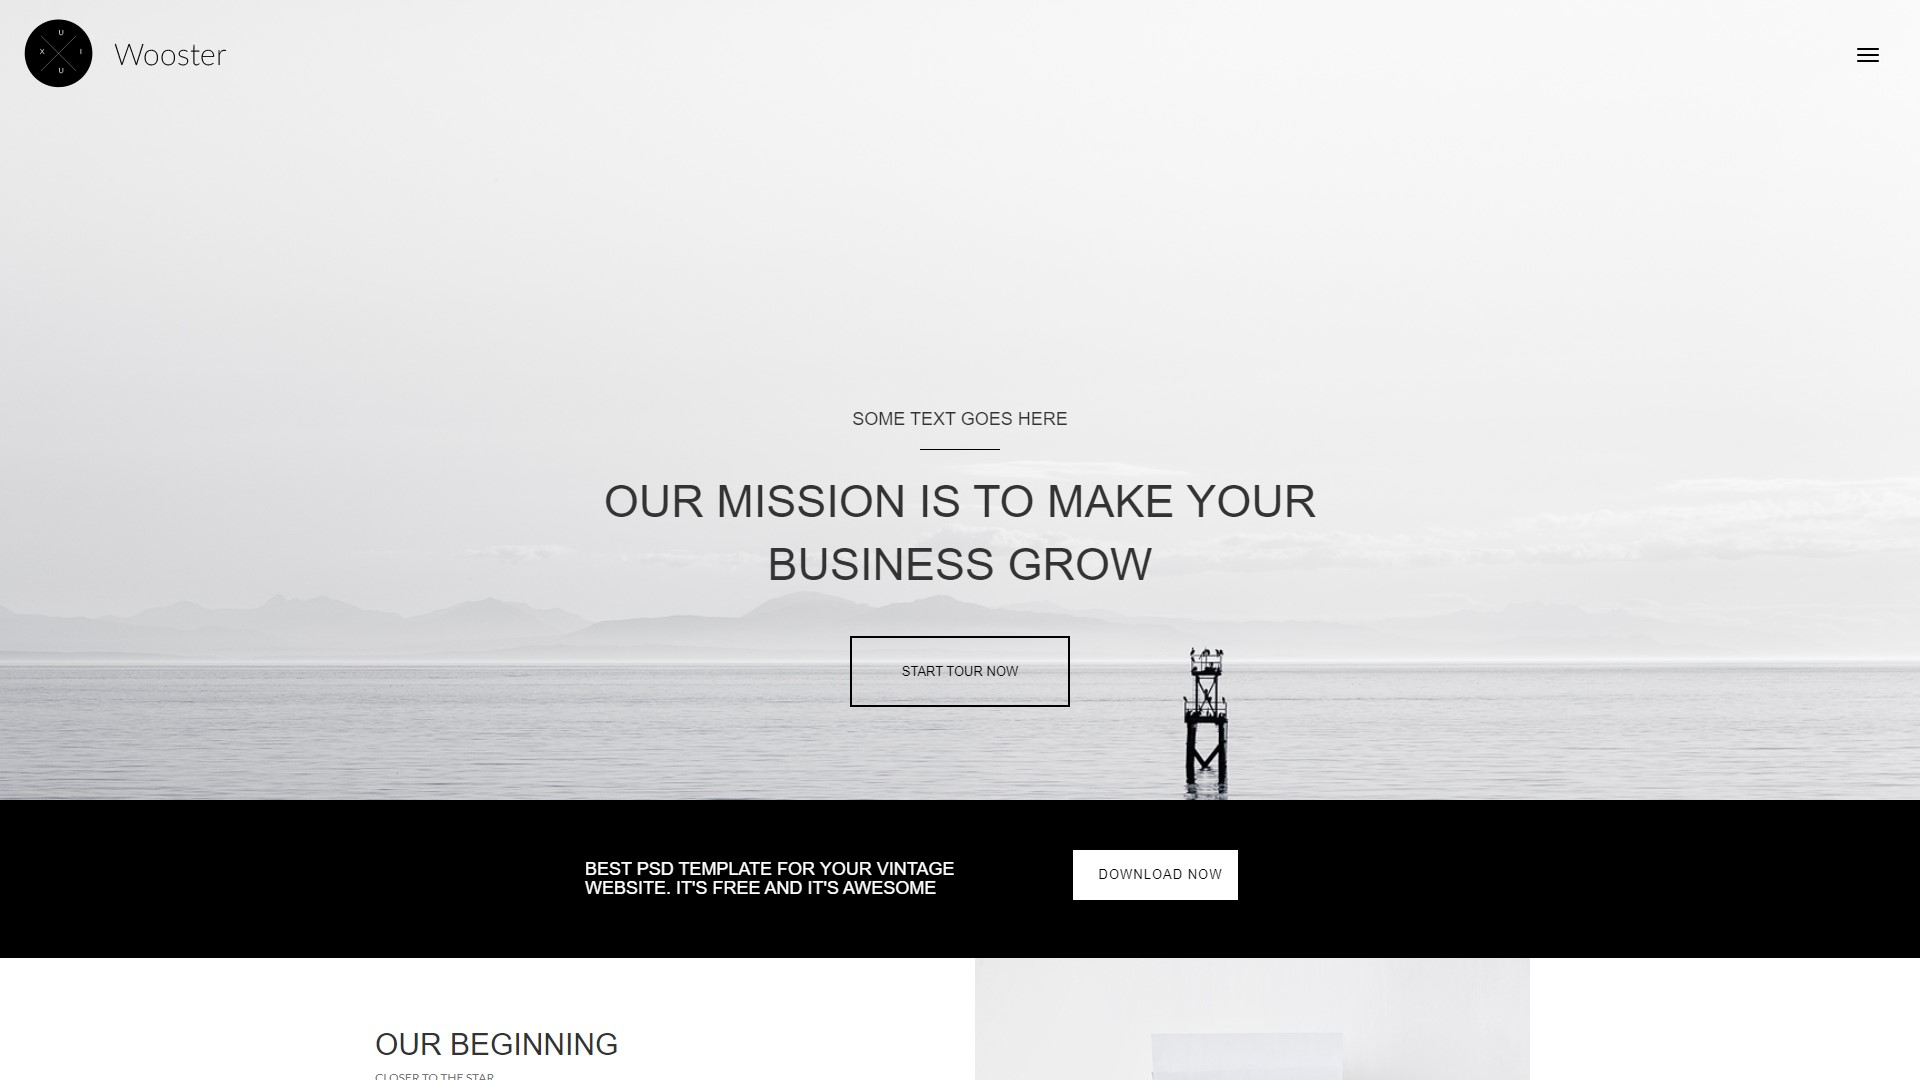 U
X I
U
Wooster
SOME TEXT GOES HERE
OUR MISSION IS TO MAKE YOUR
BUSINESS GROW
START TOUR NOW
BEST PSD TEMPLATE FOR YOUR VINTAGE
WEBSITE. IT'S FREE AND IT'S AWESOME
DOWNLOAD NOW
OUR BEGINNING
CLOSER TO THE STAR